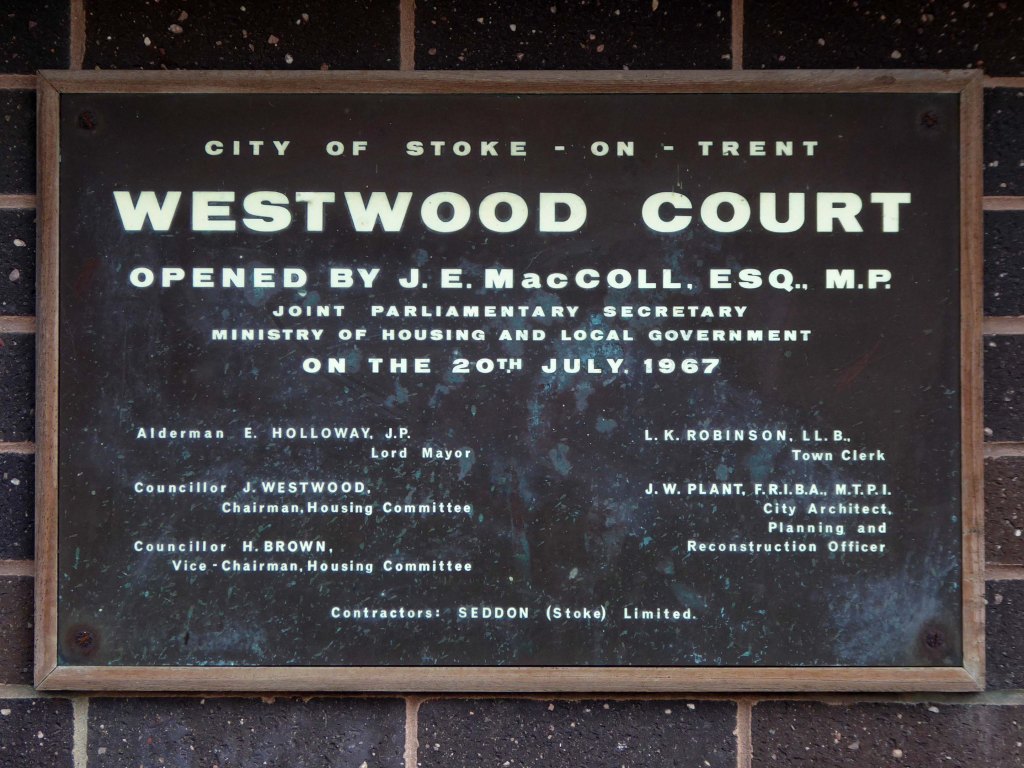 CITY OF STOKE - ON - TRENT
WESTWOOD COURT
OPENED BY J. E. MacCOLL, ESQ., M.P.
JOINT PARLIAMENTARY SECRETARY
MINISTRY OF HOUSING AND LOCAL GOVERNMENT
ON THE 20TH JULY, 1967
Alderman E. HOLLOWAY, J.P.
Lord Mayor
Councillor J. WESTWOOD,
Chairman, Housing Committee
Councillor H. BROWN,
Vice - Chairman, Housing Committee
L. K. ROBINSON, LL. B.,
Town Clerk
J. W. PLANT, F.R.I.B.A., M.T.P.I.
City Architect,
Planning and
Reconstruction Officer
Contractors: SEDDON (Stoke) Limited.